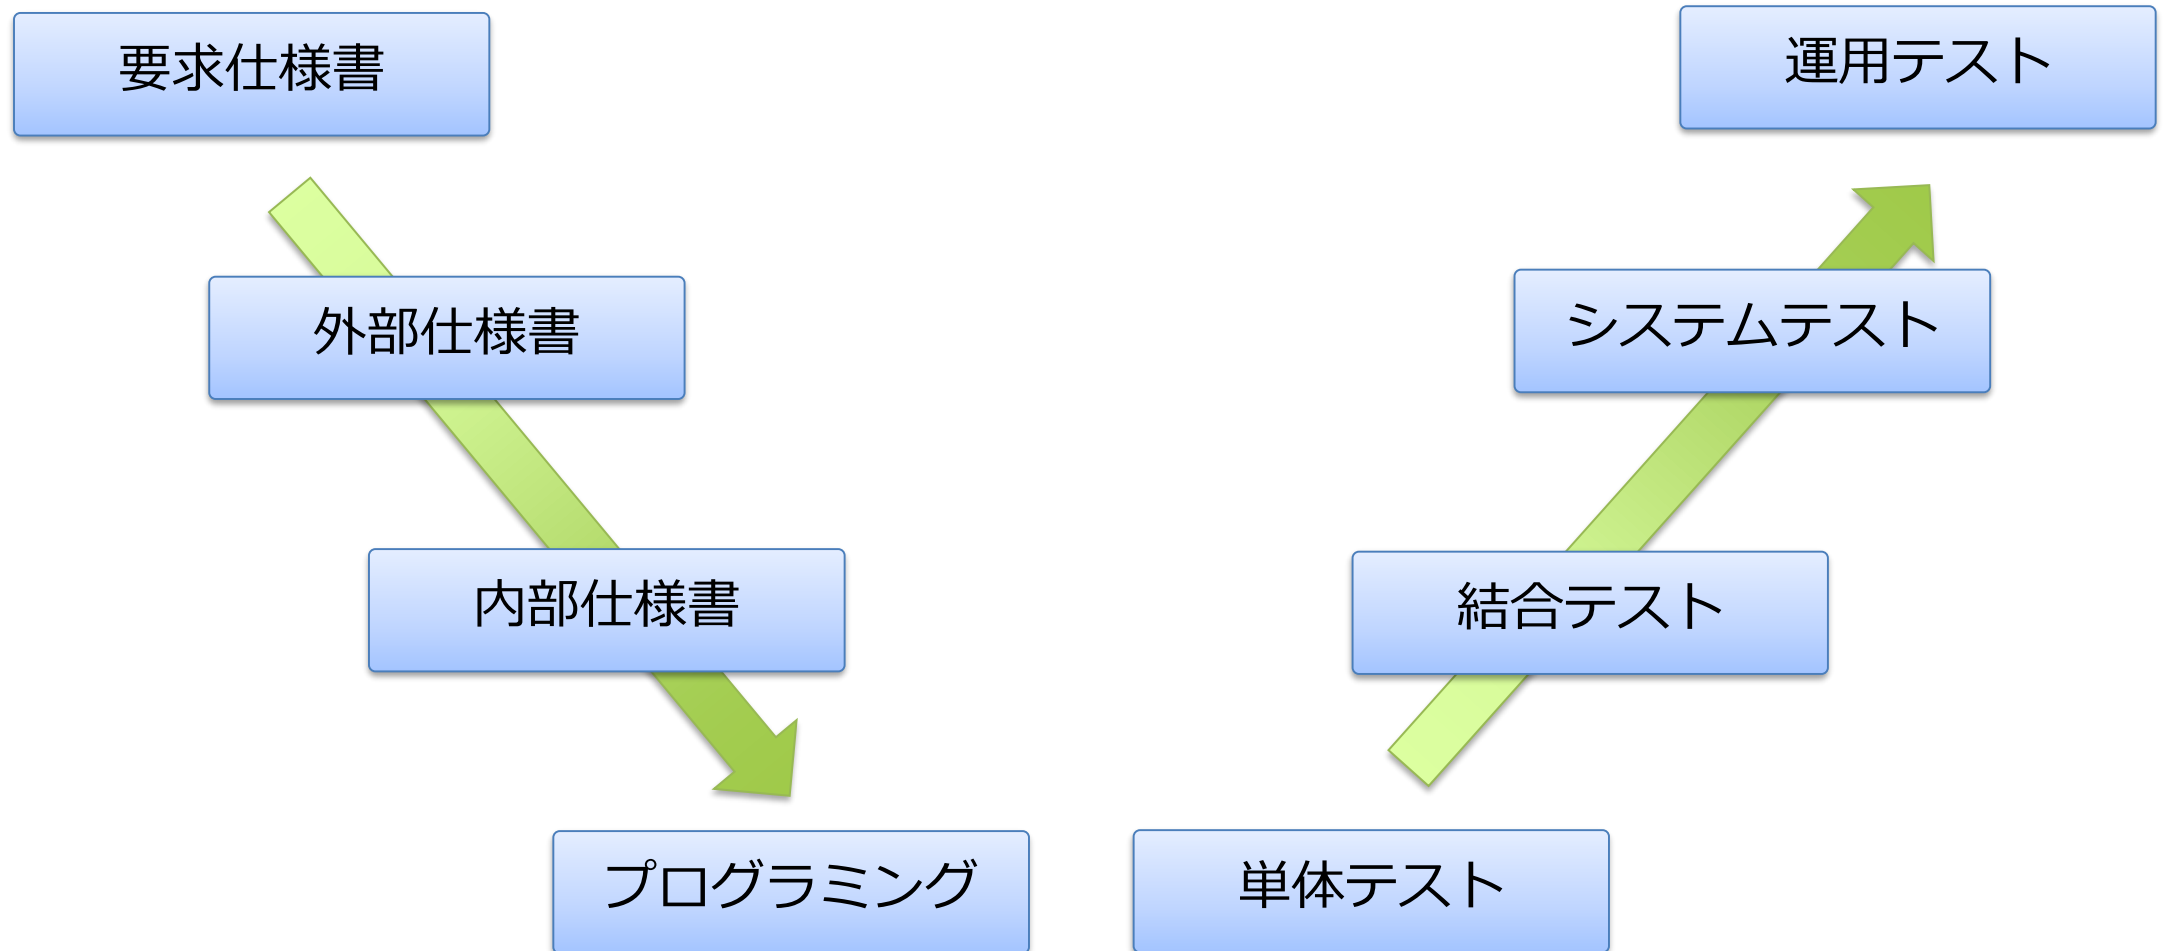 要求仕様書
運用テスト
外部仕様書
システムテスト
内部仕様書
結合テスト
プログラミング
単体テスト